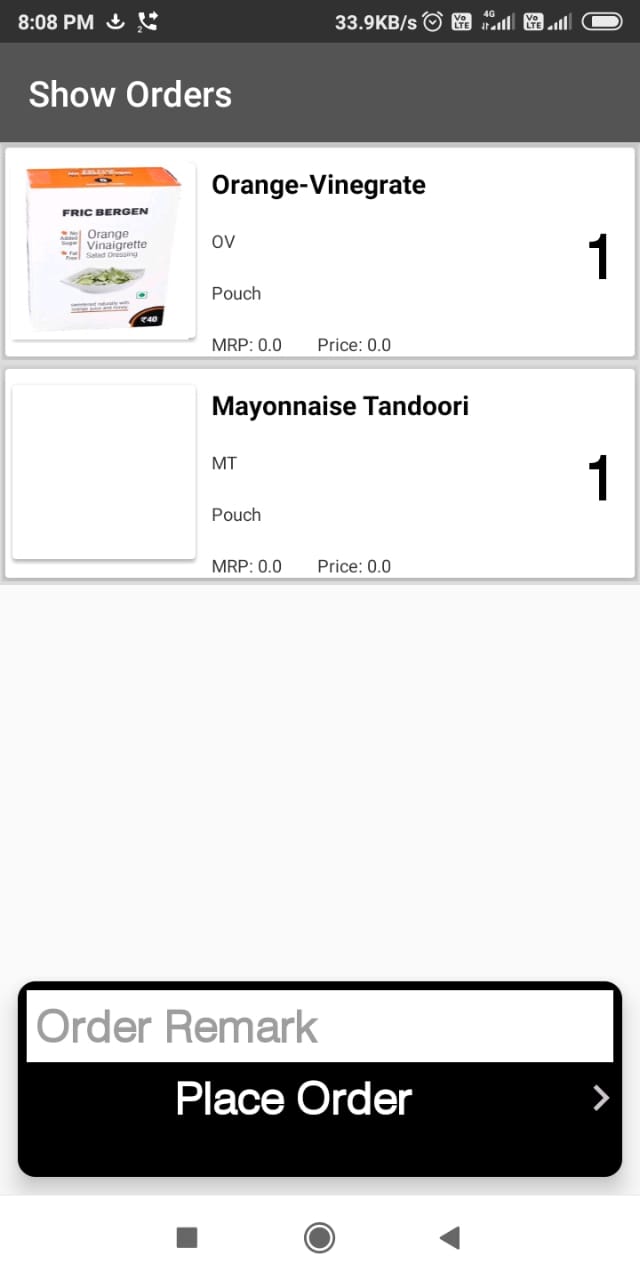 8:08 PM 2 33.9KB/s Vo LTE 4G Vo LTE
Show Orders
Orange-Vinegrate
OV
Pouch
MRP: 0.0 Price: 0.0
1
FRIC BERGEN
No Added Sugar
Fat Free
Orange
Vinaigrette
Salad Dressing
sweetened naturally with
orange juice and honey
₹40
Mayonnaise Tandoori
MT
Pouch
MRP: 0.0 Price: 0.0
1
Order Remark
Place Order